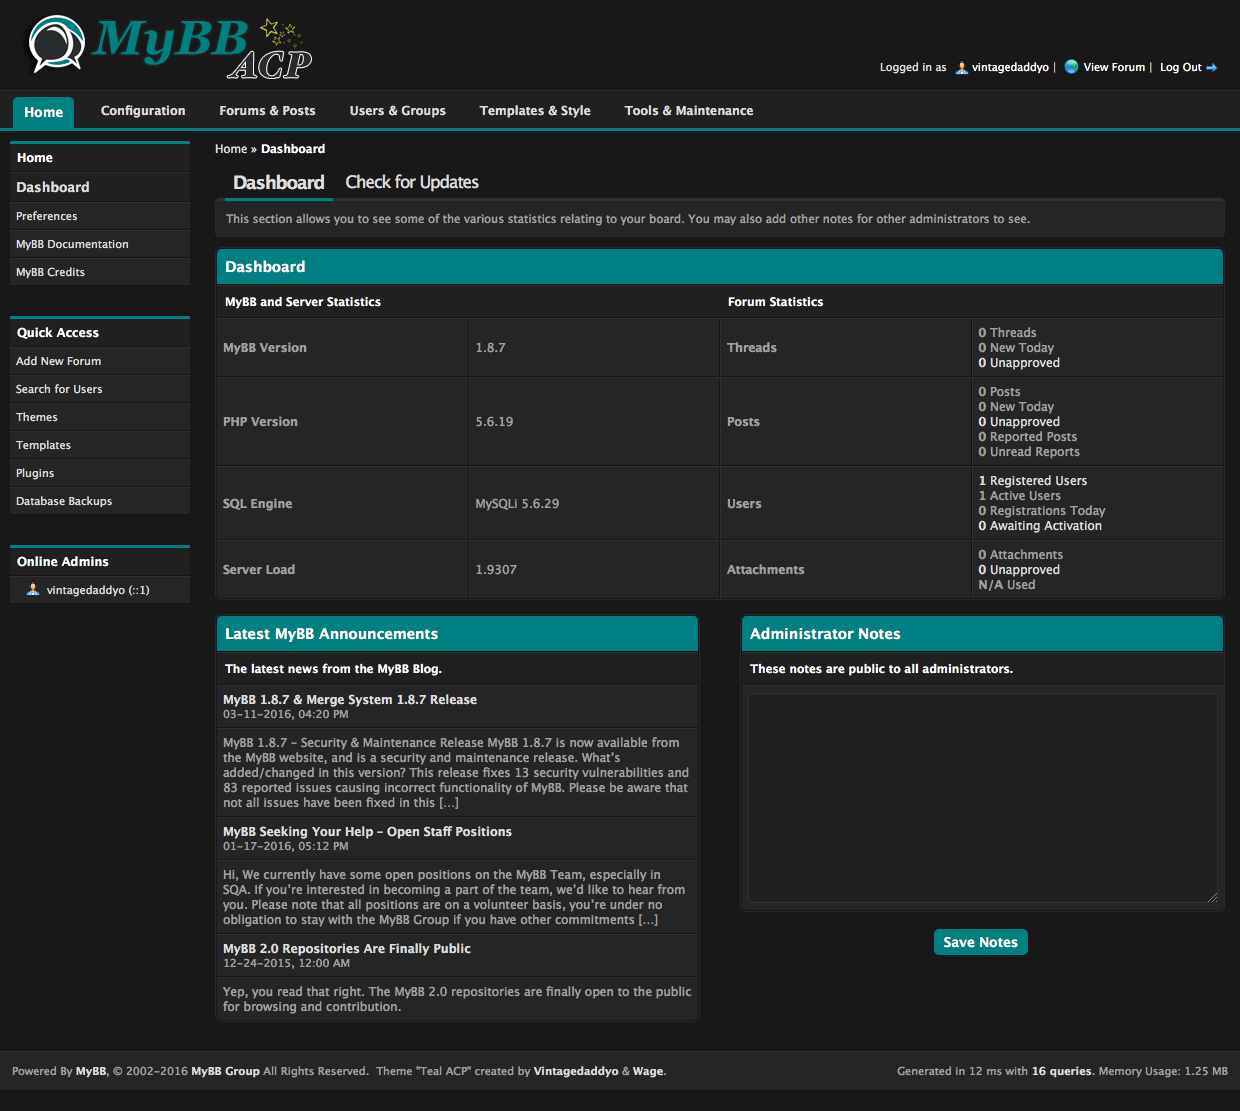 MyBB
ACP
Logged in as vintagedaddyo | View Forum | Log Out
Home Configuration Forums & Posts Users & Groups Templates & Style Tools & Maintenance
Home
Dashboard
Preferences
MyBB Documentation
MyBB Credits
Quick Access
Add New Forum
Search for Users
Themes
Templates
Plugins
Database Backups
Online Admins
vintagedaddyo (::1)
Home » Dashboard
Dashboard Check for Updates
This section allows you to see some of the various statistics relating to your board. You may also add other notes for other administrators to see.
Dashboard
MyBB and Server Statistics Forum Statistics
MyBB Version 1.8.7 Threads
0 Threads
0 New Today
0 Unapproved
PHP Version 5.6.19 Posts
0 Posts
0 New Today
0 Unapproved
0 Reported Posts
0 Unread Reports
SQL Engine MySQLi 5.6.29 Users
1 Registered Users
1 Active Users
0 Registrations Today
0 Awaiting Activation
Server Load 1.9307 Attachments
0 Attachments
0 Unapproved
N/A Used
Latest MyBB Announcements
The latest news from the MyBB Blog.
MyBB 1.8.7 & Merge System 1.8.7 Release
03-11-2016, 04:20 PM
MyBB 1.8.7 – Security & Maintenance Release MyBB 1.8.7 is now available from
the MyBB website, and is a security and maintenance release. What’s
added/changed in this version? This release fixes 13 security vulnerabilities and
83 reported issues causing incorrect functionality of MyBB. Please be aware that
not all issues have been fixed in this [...]
MyBB Seeking Your Help – Open Staff Positions
01-17-2016, 05:12 PM
Hi, We currently have some open positions on the MyBB Team, especially in
SQA. If you’re interested in becoming a part of the team, we’d like to hear from
you. Please note that all positions are on a volunteer basis, you’re under no
obligation to stay with the MyBB Group if you have other commitments [...]
MyBB 2.0 Repositories Are Finally Public
12-24-2015, 12:00 AM
Yep, you read that right. The MyBB 2.0 repositories are finally open to the public
for browsing and contribution.
Administrator Notes
These notes are public to all administrators.
Save Notes
Powered By MyBB, © 2002-2016 MyBB Group All Rights Reserved. Theme "Teal ACP" created by Vintagedaddyo & Wage.
Generated in 12 ms with 16 queries. Memory Usage: 1.25 MB